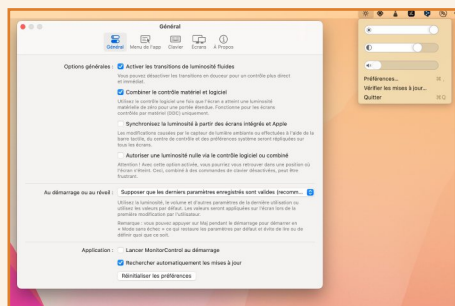 Général
Général Menu de l'app Clavier Écrans À Propos
Options générales : Activer les transitions de luminosité fluides
Vous pouvez désactiver les transitions en douceur pour un contrôle plus direct
et immédiat.
Combiner le contrôle matériel et logiciel
Utilisez le contrôle logiciel une fois que l'écran a atteint une luminosité
matérielle de zéro pour une portée étendue. Fonctionne pour les écrans
contrôlés par matériel (DDC) uniquement.
Synchronisez la luminosité à partir des écrans intégrés et Apple
Les modifications causées par le capteur de lumière ambiante ou effectuées à l'aide de la
barre tactile, du centre de contrôle et des préférences système seront répliquées sur
tous les écrans.
Autoriser une luminosité nulle via le contrôle logiciel ou combiné
Attention ! Avec cette option activée, vous pourriez vous retrouver dans une position où
l'écran s'éteint. Ceci, combiné à des commandes de clavier désactivées, peut être
frustrant.
Au démarrage ou au réveil : Supposer que les derniers paramètres enregistrés sont valides (recomm...
Utilisez la luminosité, le volume et d'autres paramètres de la dernière utilisation ou
utilisez les valeurs par défaut. Les valeurs seront appliquées sur l'écran lors de la
première modification par l'utilisateur.
Remarque : vous pouvez appuyer sur Maj pendant le démarrage pour démarrer en
« Mode sans échec » ce qui restaure les paramètres par défaut et évite de lire ou de
définir quoi que ce soit.
Application : Lancer MonitorControl au démarrage
Rechercher automatiquement les mises à jour
Réinitialiser les préférences
Préférences... ⌘,
Vérifier les mises à jour...
Quitter ⌘Q